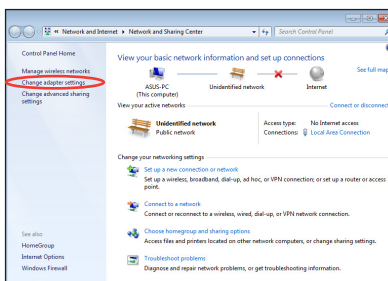 Network and Internet ▸ Network and Sharing Center
Search Control Panel
Control Panel Home
Manage wireless networks
Change adapter settings
Change advanced sharing
settings
See also
HomeGroup
Internet Options
Windows Firewall
View your basic network information and set up connections
See full map
ASUS-PC
(This computer)
Unidentified network
Internet
View your active networks
Connect or disconnect
Unidentified network
Public network
Access type: No Internet access
Connections: Local Area Connection
Change your networking settings
Set up a new connection or network
Set up a wireless, broadband, dial-up, ad hoc, or VPN connection; or set up a router or access
point.
Connect to a network
Connect or reconnect to a wireless, wired, dial-up, or VPN network connection.
Choose homegroup and sharing options
Access files and printers located on other network computers, or change sharing settings.
Troubleshoot problems
Diagnose and repair network problems, or get troubleshooting information.